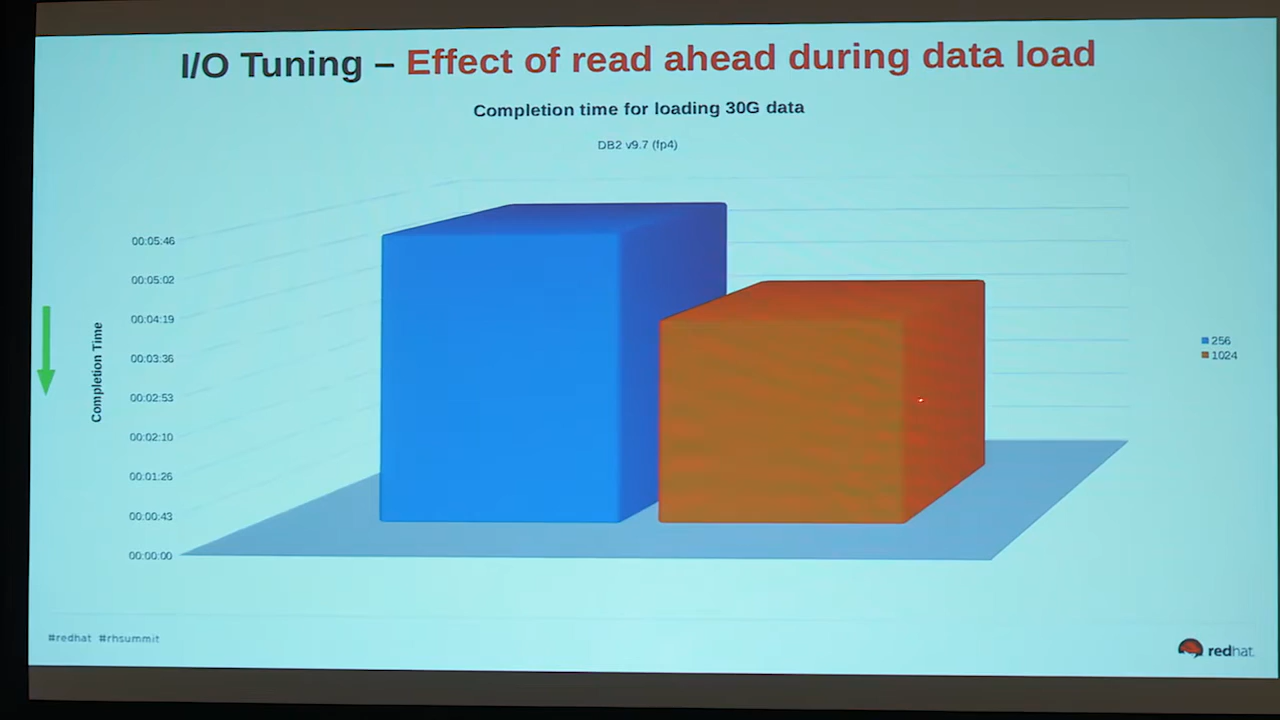 I/O Tuning – Effect of read ahead during data load
Completion time for loading 30G data
DB2 v9.7 (fp4)
00:05:46
00:05:02
00:04:19
00:03:36
00:02:53
00:02:10
00:01:26
00:00:43
00:00:00
Completion Time
256
1024
#redhat #rhsummit
redhat.